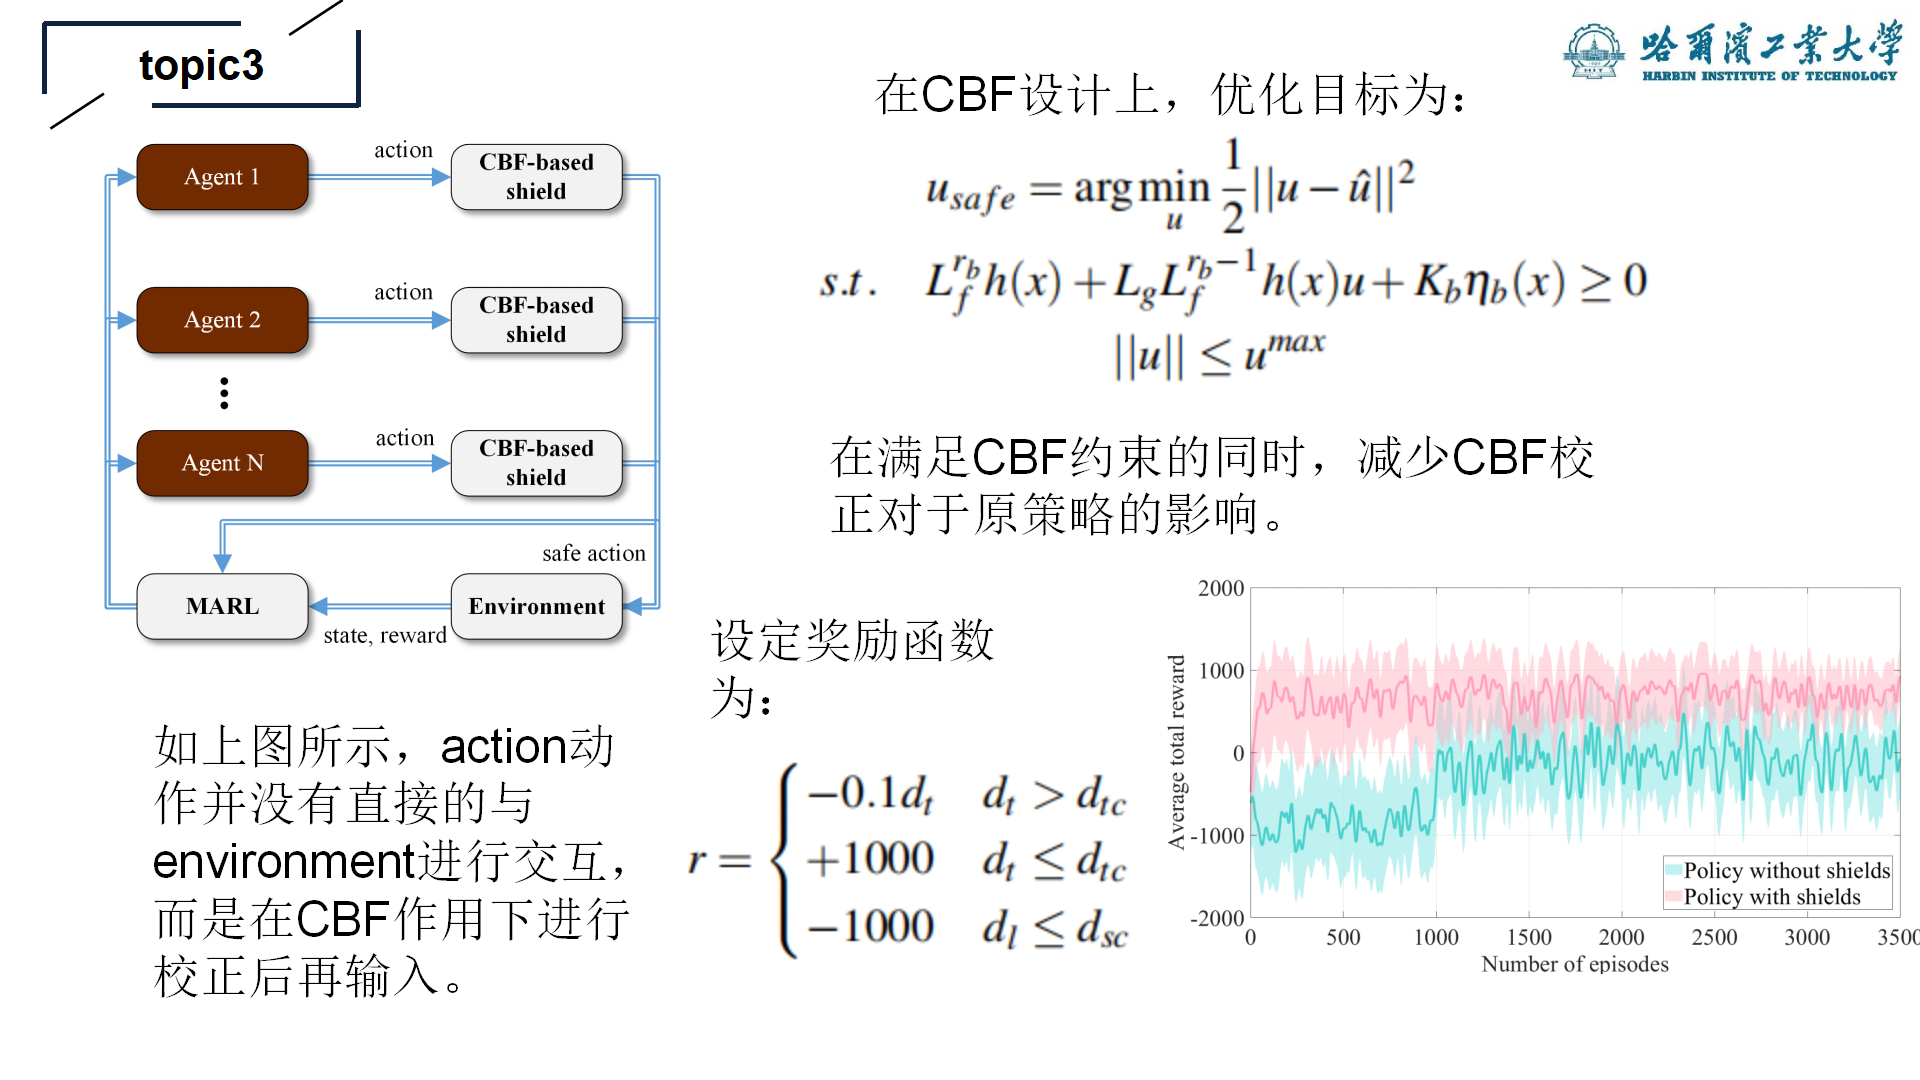 topic3
哈爾濱工業大學
HARBIN INSTITUTE OF TECHNOLOGY
Agent 1
action
CBF-based
shield
Agent 2
action
CBF-based
shield
Agent N
action
CBF-based
shield
safe action
MARL
Environment
state, reward
如上图所示，action动
作并没有直接的与
environment进行交互，
而是在CBF作用下进行
校正后再输入。
在CBF设计上，优化目标为：
u_{safe} = arg min_u 1/2 ||u − û||^2
s.t. L_f^{r_b} h(x) + L_g L_f^{r_b−1} h(x)u + K_b η_b(x) ≥ 0
||u|| ≤ u^{max}
在满足CBF约束的同时，减少CBF校
正对于原策略的影响。
设定奖励函数
为：
r = {
−0.1d_t d_t > d_{tc}
+1000 d_t ≤ d_{tc}
−1000 d_l ≤ d_{sc}
2000
1000
0
-1000
-2000
Average total reward
0 500 1000 1500 2000 2500 3000 3500
Number of episodes
Policy without shields
Policy with shields